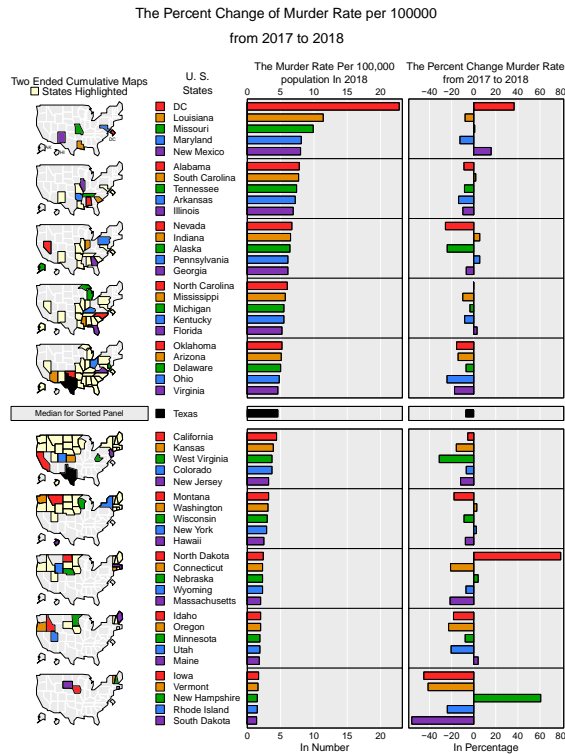 The Percent Change of Murder Rate per 100000
from 2017 to 2018
Two Ended Cumulative Maps
States Highlighted
U. S.
States
The Murder Rate Per 100,000
population In 2018
0 5 10 15 20
The Percent Change Murder Rate
from 2017 to 2018
−40 −20 0 20 40 60 80
DC
Louisiana
Missouri
Maryland
New Mexico
Alabama
South Carolina
Tennessee
Arkansas
Illinois
Nevada
Indiana
Alaska
Pennsylvania
Georgia
North Carolina
Mississippi
Michigan
Kentucky
Florida
Oklahoma
Arizona
Delaware
Ohio
Virginia
Median for Sorted Panel
Texas
California
Kansas
West Virginia
Colorado
New Jersey
Montana
Washington
Wisconsin
New York
Hawaii
North Dakota
Connecticut
Nebraska
Wyoming
Massachusetts
Idaho
Oregon
Minnesota
Utah
Maine
Iowa
Vermont
New Hampshire
Rhode Island
South Dakota
0 5 10 15 20
In Number
−40 −20 0 20 40 60 80
In Percentage